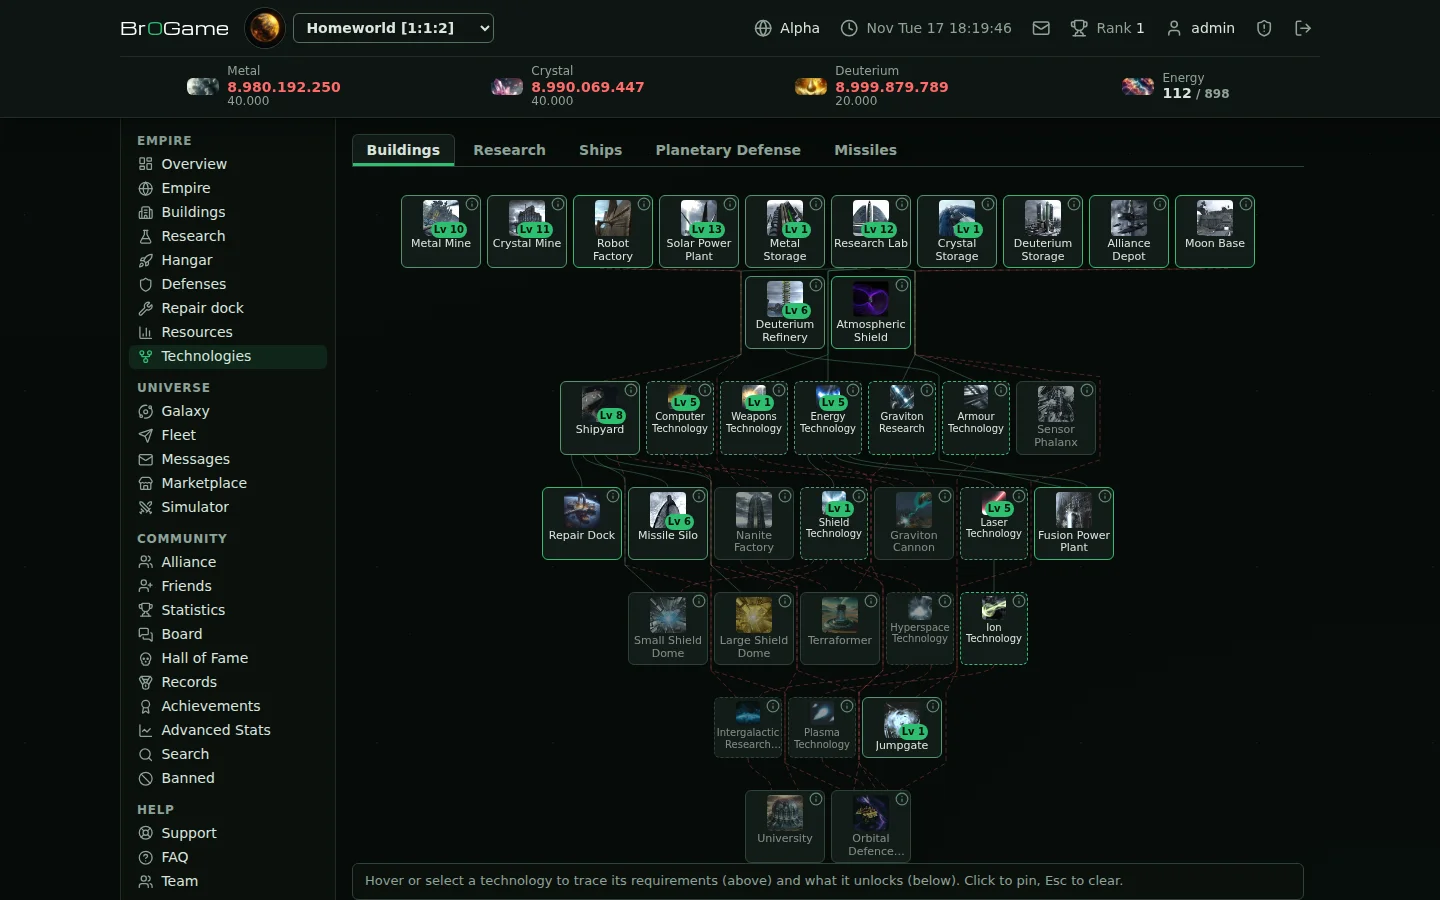 BrOGame
Homeworld [1:1:2]
Alpha
Nov Tue 17 18:19:46
Rank 1
admin
Metal
8.980.192.250
40.000
Crystal
8.990.069.447
40.000
Deuterium
8.999.879.789
20.000
Energy
112 / 898
EMPIRE
Overview
Empire
Buildings
Research
Hangar
Defenses
Repair dock
Resources
Technologies
UNIVERSE
Galaxy
Fleet
Messages
Marketplace
Simulator
COMMUNITY
Alliance
Friends
Statistics
Board
Hall of Fame
Records
Achievements
Advanced Stats
Search
Banned
HELP
Support
FAQ
Team
Buildings
Research
Ships
Planetary Defense
Missiles
Lv 10
Metal Mine
Lv 11
Crystal Mine
Robot
Factory
Lv 13
Solar Power
Plant
Lv 1
Metal
Storage
Lv 12
Research Lab
Lv 1
Crystal
Storage
Deuterium
Storage
Alliance
Depot
Moon Base
Lv 6
Deuterium
Refinery
Atmospheric
Shield
Lv 8
Shipyard
Lv 5
Computer
Technology
Lv 1
Weapons
Technology
Lv 5
Energy
Technology
Graviton
Research
Armour
Technology
Sensor
Phalanx
Repair Dock
Lv 6
Missile Silo
Nanite
Factory
Lv 1
Shield
Technology
Graviton
Cannon
Lv 5
Laser
Technology
Fusion Power
Plant
Small Shield
Dome
Large Shield
Dome
Terraformer
Hyperspace
Technology
Ion
Technology
Intergalactic
Research...
Plasma
Technology
Lv 1
Jumpgate
University
Orbital
Defence...
Hover or select a technology to trace its requirements (above) and what it unlocks (below). Click to pin, Esc to clear.